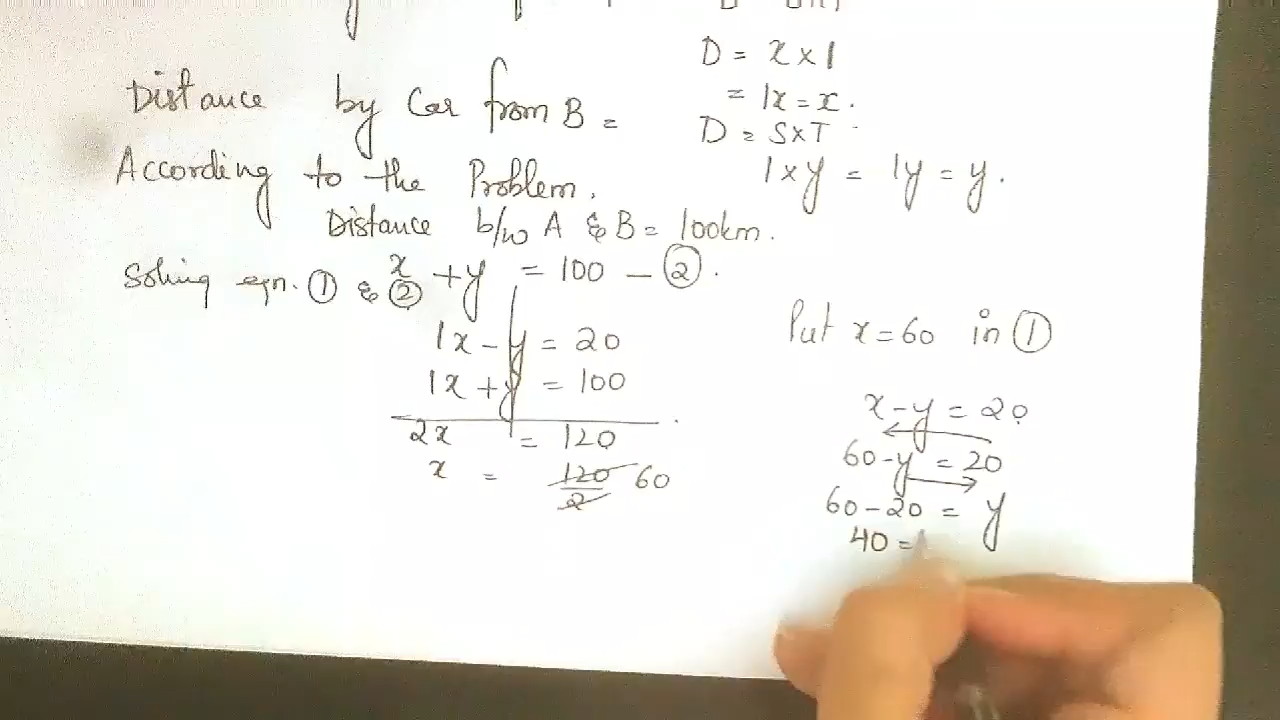 D = x × 1
= 1x = x.
Distance by Car from B =
D = S×T
1×y = 1y = y.
According to the Problem,
Distance b/w A & B = 100km.
x + y = 100 — ②.
Solving eqn. ① & ②
1x - y = 20
1x + y = 100
2x = 120
x = 120/2 60
Put x = 60 in ①
x - y = 20
60 - y = 20
60 - 20 = y
40 =